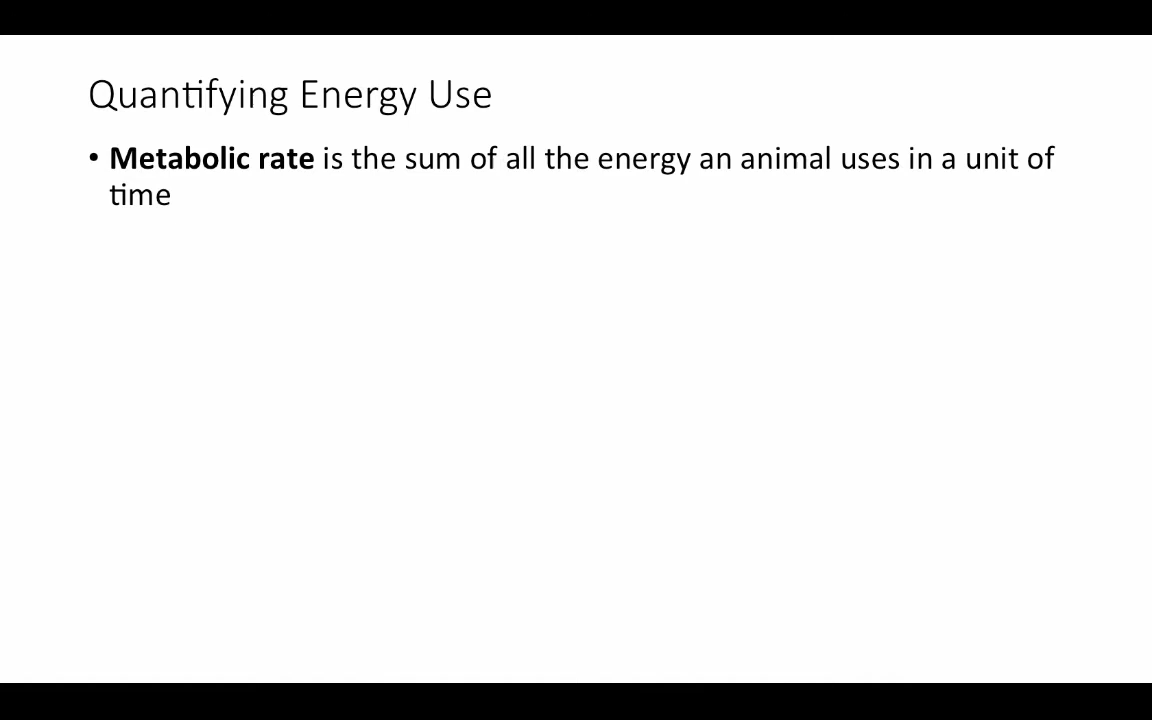 Quantifying Energy Use
• Metabolic rate is the sum of all the energy an animal uses in a unit of
time